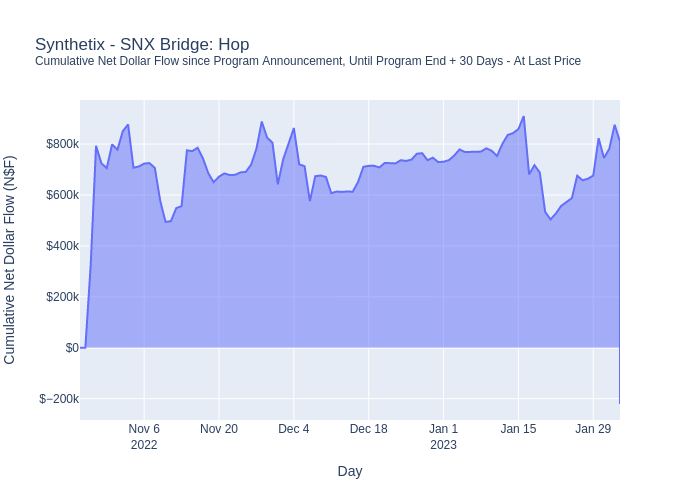 Synthetix - SNX Bridge: Hop
Cumulative Net Dollar Flow since Program Announcement, Until Program End + 30 Days - At Last Price
Cumulative Net Dollar Flow (N$F)
$800k
$600k
$400k
$200k
$0
$−200k
Nov 6
2022
Nov 20
Dec 4
Dec 18
Jan 1
2023
Jan 15
Jan 29
Day